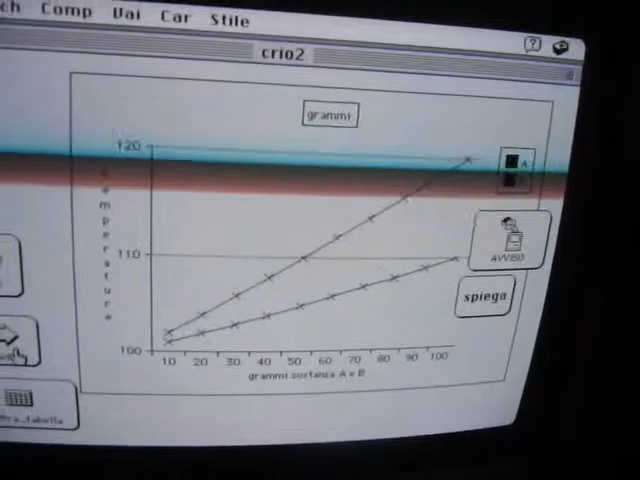 Comp Vai Car Stile
crio2
grammi
120
A
temperature
110
AVVISO
spiega
100
10 20 30 40 50 60 70 80 90 100
grammi sostanza A e B